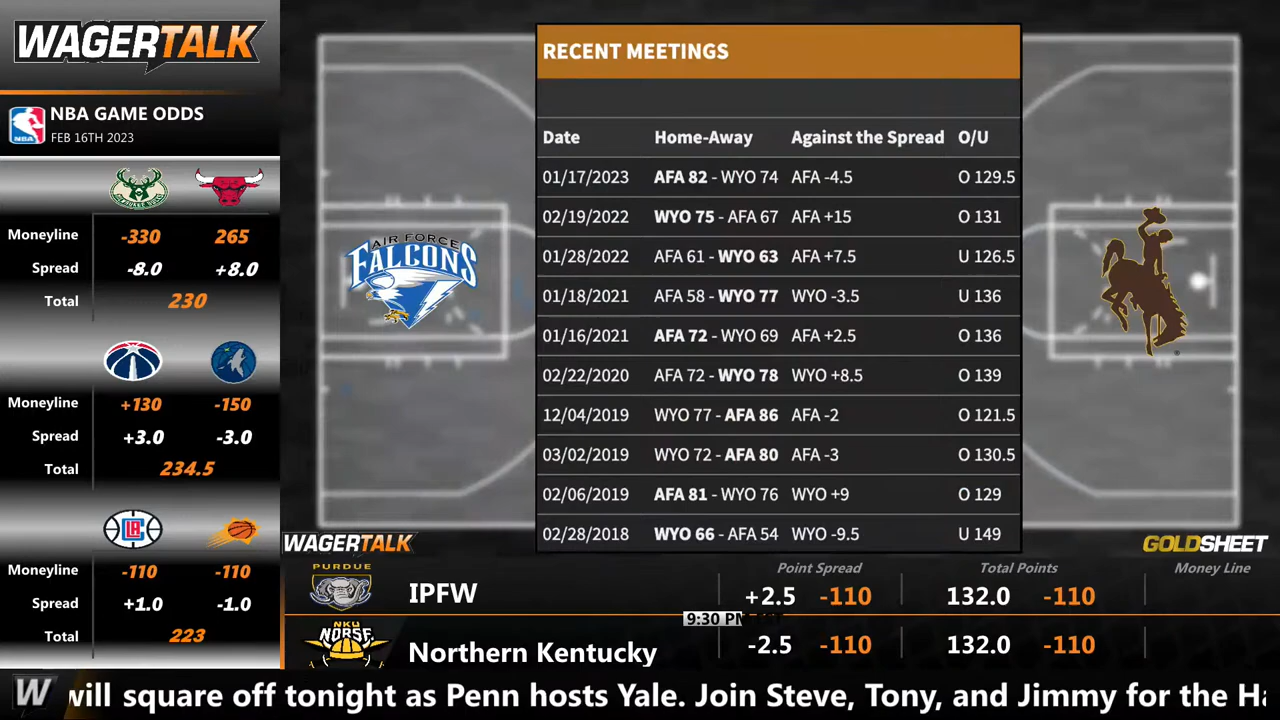 WAGERTALK
NBA GAME ODDS
FEB 16TH 2023
Moneyline -330 265
Spread -8.0 +8.0
Total 230
Moneyline +130 -150
Spread +3.0 -3.0
Total 234.5
Moneyline -110 -110
Spread +1.0 -1.0
Total 223
AIR FORCE
FALCONS
RECENT MEETINGS
Date Home-Away Against the Spread O/U
01/17/2023 AFA 82 - WYO 74 AFA -4.5 O 129.5
02/19/2022 WYO 75 - AFA 67 AFA +15 O 131
01/28/2022 AFA 61 - WYO 63 AFA +7.5 U 126.5
01/18/2021 AFA 58 - WYO 77 WYO -3.5 U 136
01/16/2021 AFA 72 - WYO 69 AFA +2.5 O 136
02/22/2020 AFA 72 - WYO 78 WYO +8.5 O 139
12/04/2019 WYO 77 - AFA 86 AFA -2 O 121.5
03/02/2019 WYO 72 - AFA 80 AFA -3 O 130.5
02/06/2019 AFA 81 - WYO 76 WYO +9 O 129
02/28/2018 WYO 66 - AFA 54 WYO -9.5 U 149
WAGERTALK GOLDSHEET
Point Spread Total Points Money Line
PURDUE
IPFW +2.5 -110 132.0 -110
9:30 PM
NKU
NORSE
Northern Kentucky -2.5 -110 132.0 -110
W will square off tonight as Penn hosts Yale. Join Steve, Tony, and Jimmy for the Ha